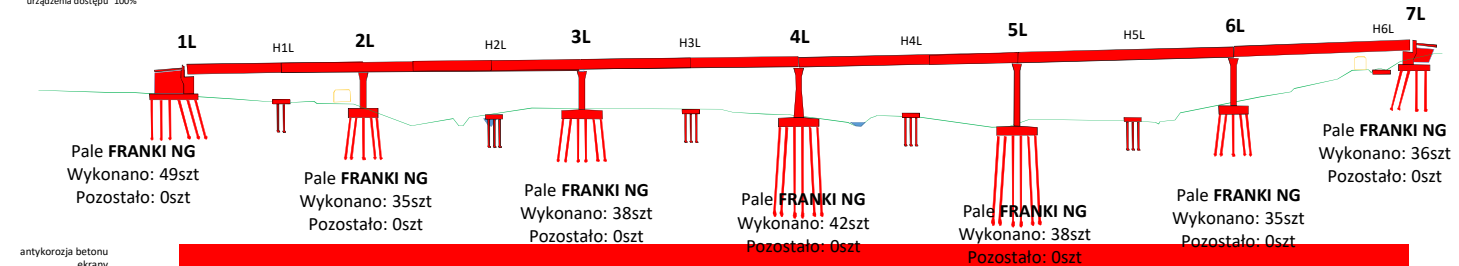 urządzenia dostępu 100%
1L H1L 2L H2L 3L H3L 4L H4L 5L H5L 6L H6L 7L
Pale FRANKI NG
Wykonano: 49szt
Pozostało: 0szt
Pale FRANKI NG
Wykonano: 35szt
Pozostało: 0szt
Pale FRANKI NG
Wykonano: 38szt
Pozostało: 0szt
Pale FRANKI NG
Wykonano: 42szt
Pozostało: 0szt
Pale FRANKI NG
Wykonano: 38szt
Pozostało: 0szt
Pale FRANKI NG
Wykonano: 35szt
Pozostało: 0szt
Pale FRANKI NG
Wykonano: 36szt
Pozostało: 0szt
antykorozja betonu
ekrany